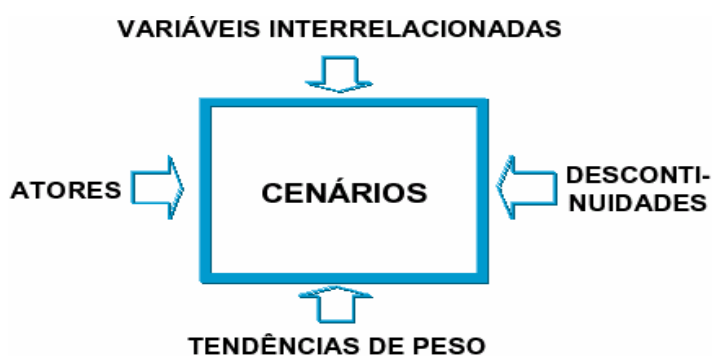 VARIÁVEIS INTERRELACIONADAS
ATORES
CENÁRIOS
DESCONTI-
NUIDADES
TENDÊNCIAS DE PESO